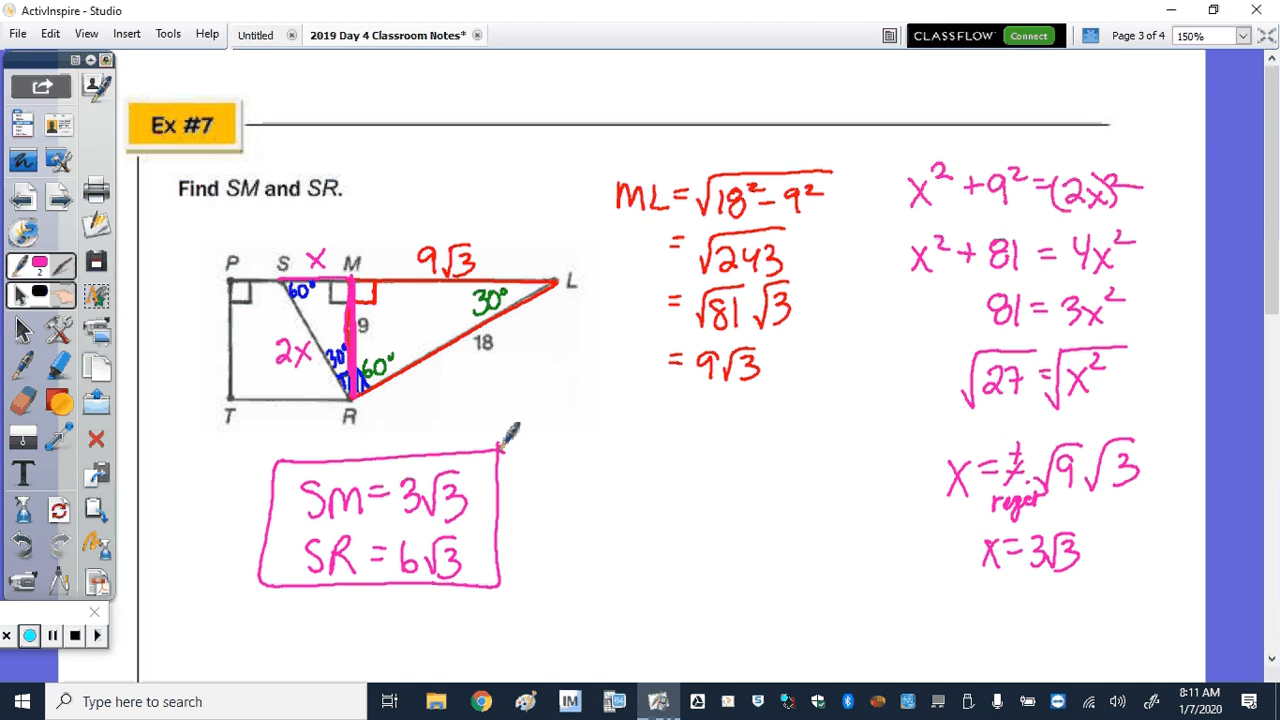 ActivInspire - Studio
File Edit View Insert Tools Help Untitled 2019 Day 4 Classroom Notes* CLASSFLOW Connect Page 3 of 4 150%
Ex #7
Find SM and SR.
P S x M 9√3 L
60° 30°
9
2x 30° 60° 18
T R
SM = 3√3
SR = 6√3
ML = √18² - 9²
= √243
= √81 √3
= 9√3
x² + 9² = (2x)²
x² + 81 = 4x²
81 = 3x²
√27 = √x²
x = ± √9 √3
reject
x = 3√3
2
T
Type here to search
IM
8:11 AM
1/7/2020